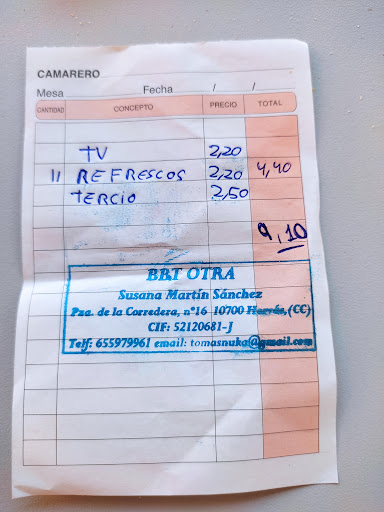 CAMARERO
Mesa Fecha / /
CANTIDAD CONCEPTO PRECIO TOTAL
TV 2,20
11 REFRESCOS 2,20 4,40
TERCIO 2,50
9,10
BBT OTRA
Susana Martín Sánchez
Pza. de la Corredera, nº16 10700 Hervás,(CC)
CIF: 52120681-J
Telf: 655979961 email: tomasnuka@gmail.com